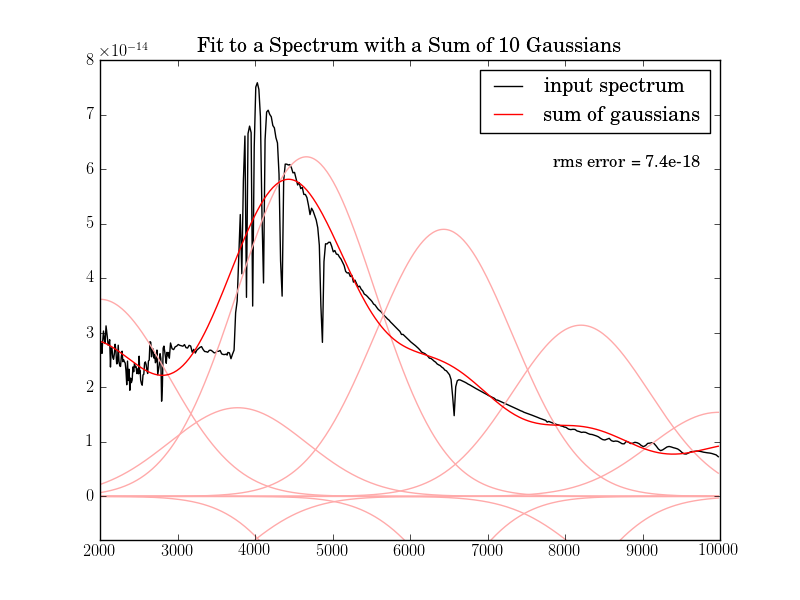 Fit to a Spectrum with a Sum of 10 Gaussians
×10⁻¹⁴
input spectrum
sum of gaussians
rms error = 7.4e-18
8
7
6
5
4
3
2
1
0
2000 3000 4000 5000 6000 7000 8000 9000 10000